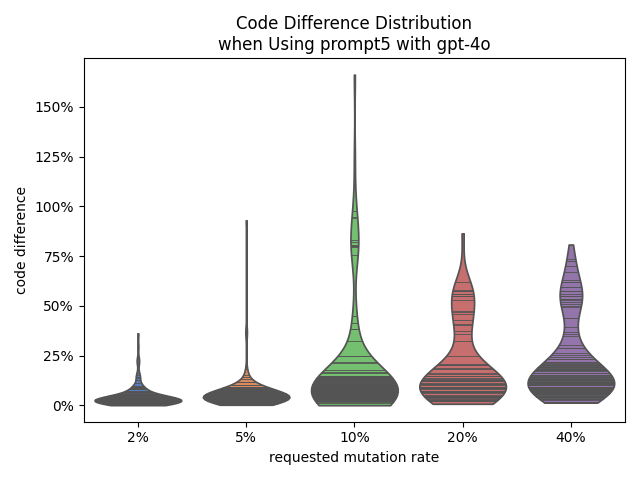 Code Difference Distribution
when Using prompt5 with gpt-4o
code difference
150%
125%
100%
75%
50%
25%
0%
2% 5% 10% 20% 40%
requested mutation rate